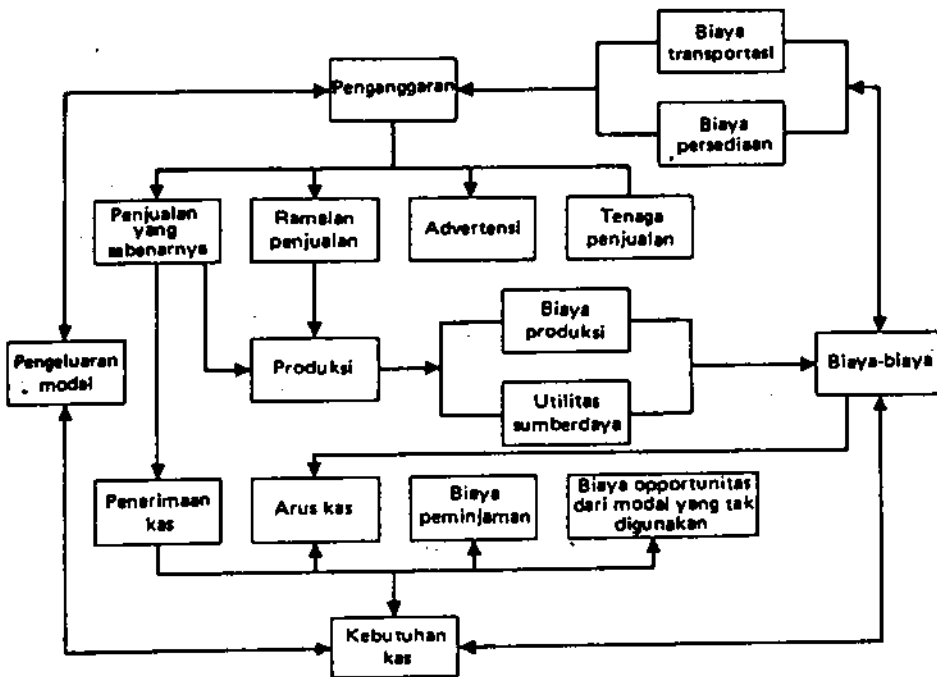 Biaya
transportasi
Penganggaran
Biaya
persediaan
Penjualan
yang
sebenarnya
Ramalan
penjualan
Advertensi
Tenaga
penjualan
Biaya
produksi
Pengeluaran
modal
Produksi
Biaya-biaya
Utilitas
sumberdaya
Penerimaan
kas
Arus kas
Biaya
peminjaman
Biaya opportunitas
dari modal yang tak
digunakan
Kebutuhan
kas